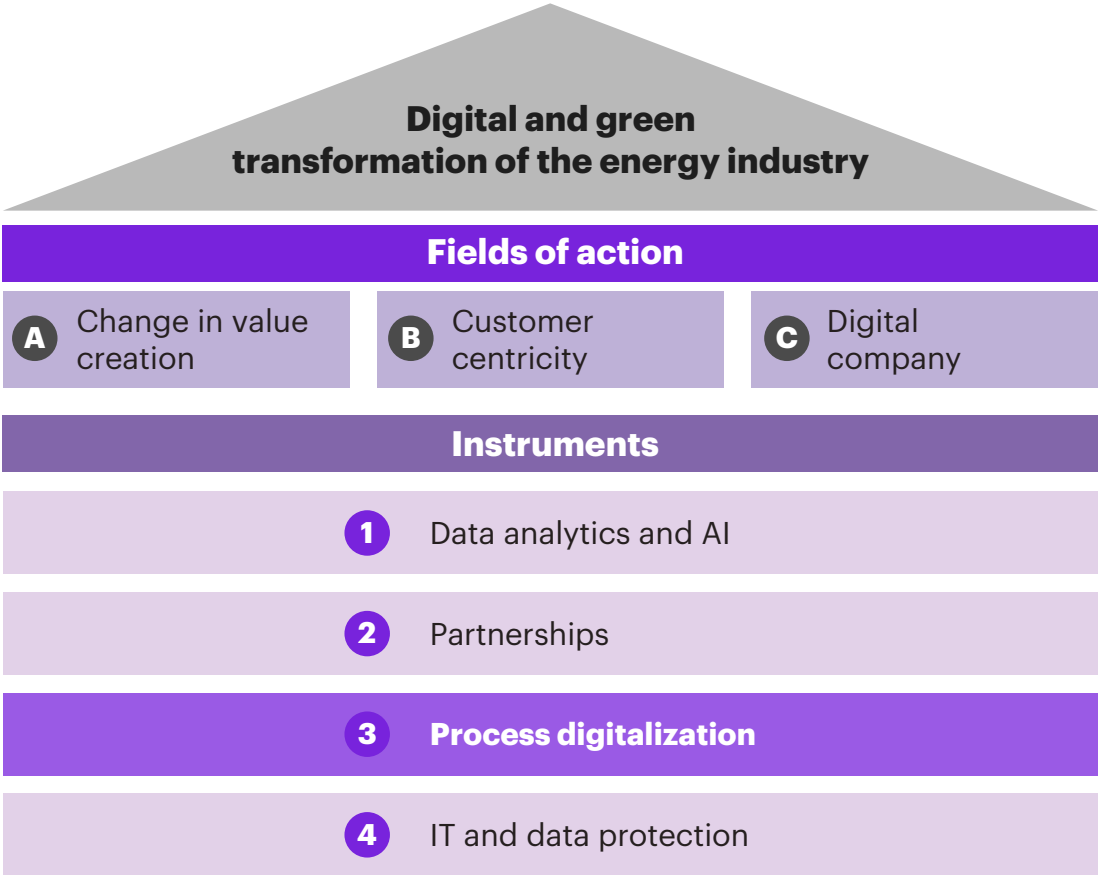 Digital and green
transformation of the energy industry
Fields of action
A Change in value
creation
B Customer
centricity
C Digital
company
Instruments
1 Data analytics and AI
2 Partnerships
3 Process digitalization
4 IT and data protection